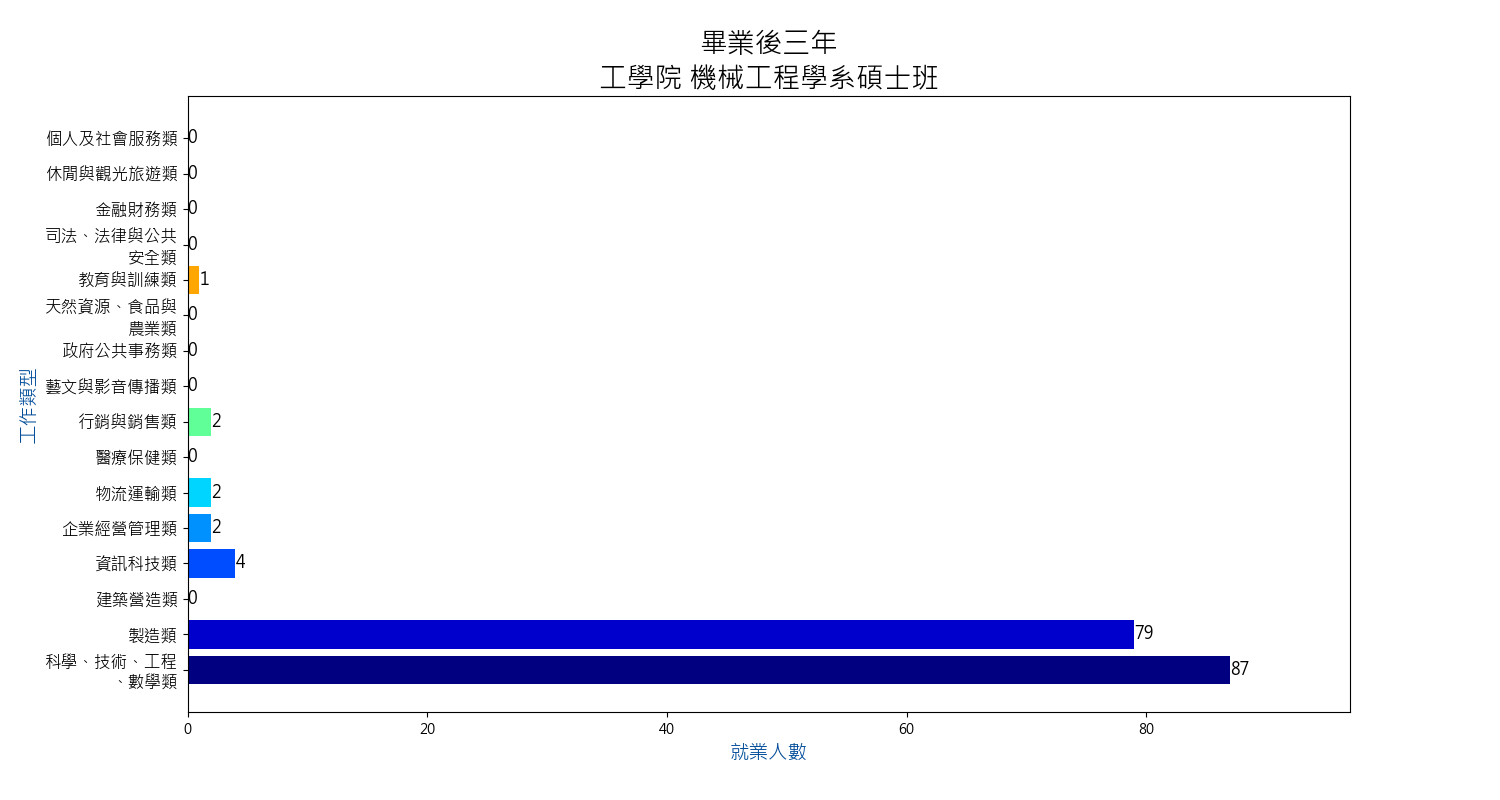 畢業後三年
工學院 機械工程學系碩士班
個人及社會服務類 0
休閒與觀光旅遊類 0
金融財務類 0
司法、法律與公共
安全類 0
教育與訓練類 1
天然資源、食品與
農業類 0
政府公共事務類 0
藝文與影音傳播類 0
行銷與銷售類 2
醫療保健類 0
物流運輸類 2
企業經營管理類 2
資訊科技類 4
建築營造類 0
製造類 79
科學、技術、工程
、數學類 87
工作類型
0 20 40 60 80
就業人數